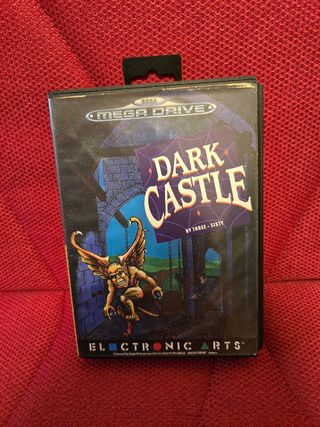 SEGA
MEGA DRIVE
DARK
CASTLE
BY THREE-SIXTY
ELECTRONIC ARTS